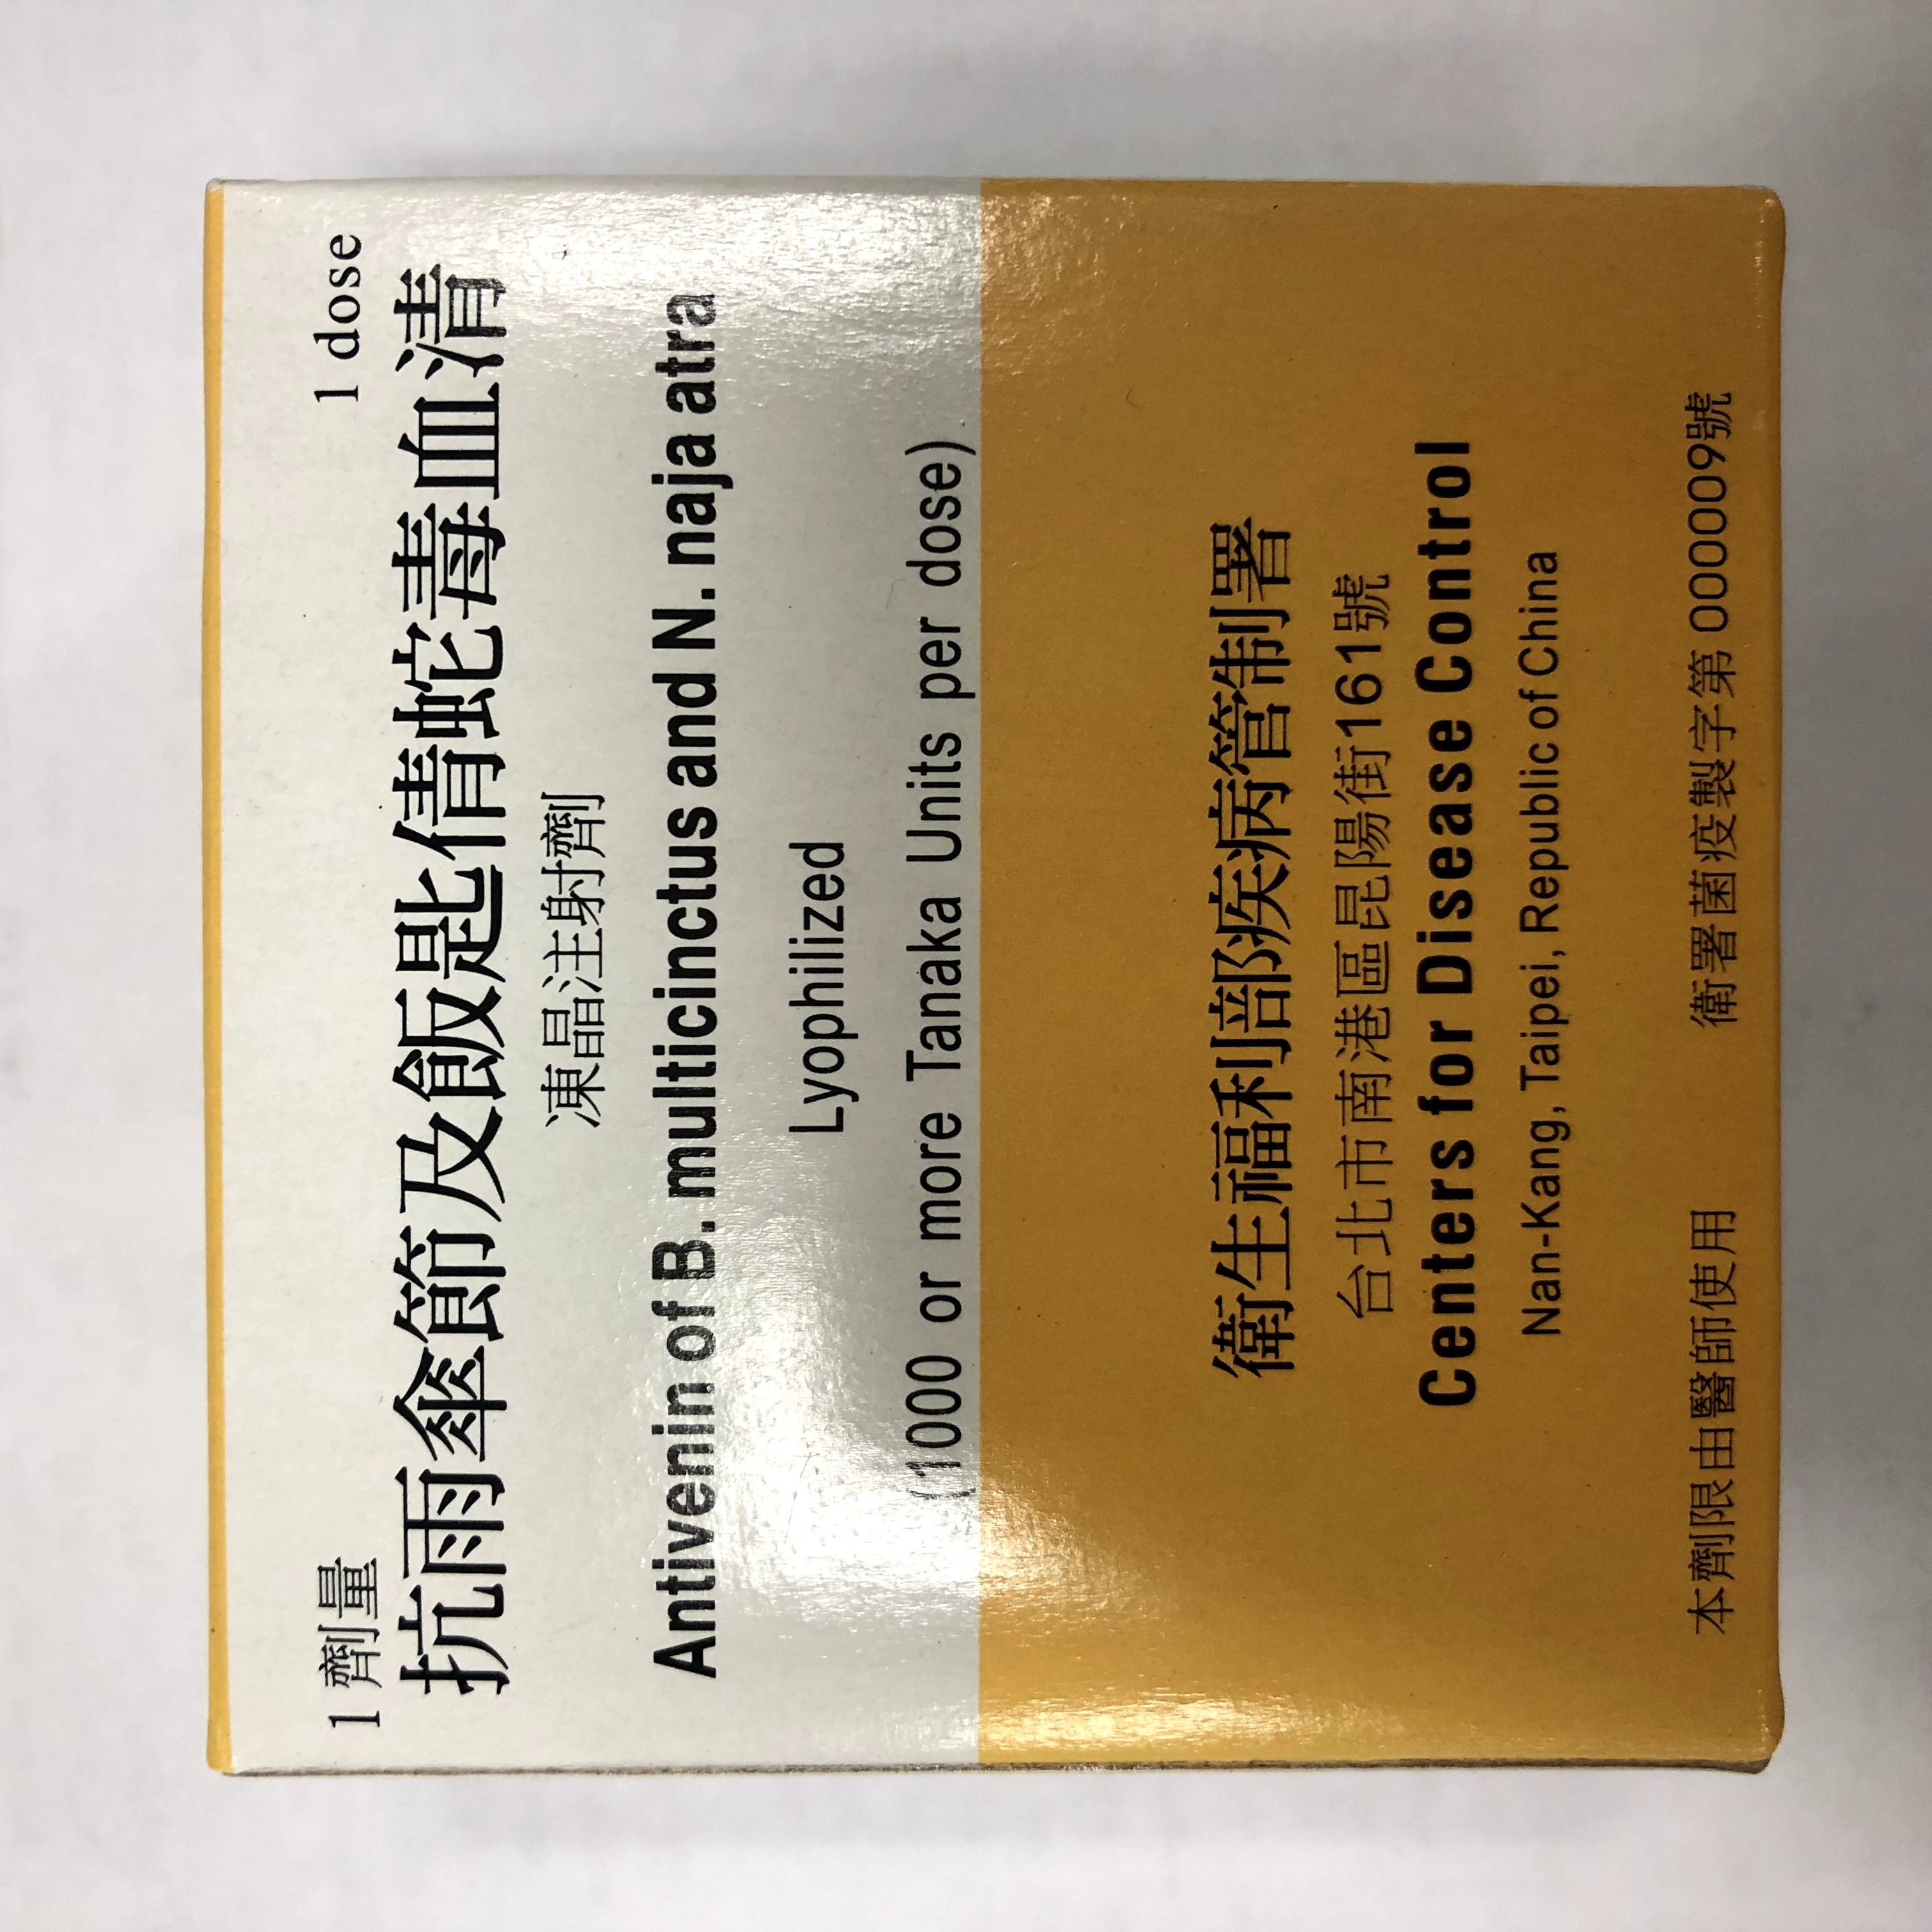 1 劑量 1 dose
抗雨傘節及飯匙倩蛇毒血清
凍晶注射劑
Antivenin of B. multicinctus and N. naja atra
Lyophilized
(1000 or more Tanaka Units per dose)
衛生福利部疾病管制署
台北市南港區昆陽街161號
Centers for Disease Control
Nan-Kang, Taipei, Republic of China
本劑限由醫師使用 衛署菌疫製字第 000009號